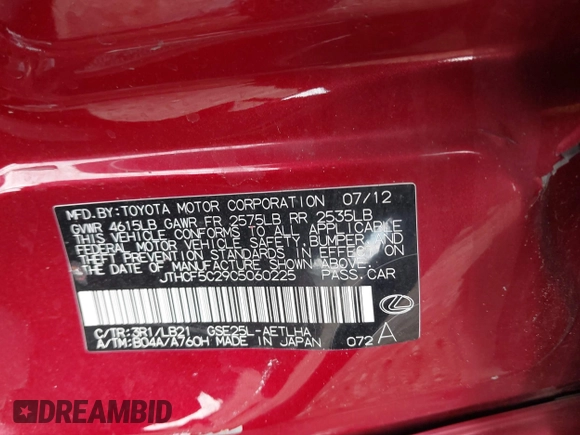 MFD.BY:TOYOTA MOTOR CORPORATION 07/12
GVWR 4615LB GAWR FR 2575LB RR 2535LB
THIS VEHICLE CONFORMS TO ALL APPLICABLE
FEDERAL MOTOR VEHICLE SAFETY,BUMPER,AND
THEFT PREVENTION STANDARDS IN EFFECT ON
THE DATE OF MANUFACTURE SHOWN ABOVE.
JTHCF5C29C5060225 PASS.CAR
C/TR:3R1/LB21 GSE25L-AETLHA
A/TM:B04A/A760H MADE IN JAPAN 072 A
DREAMBID